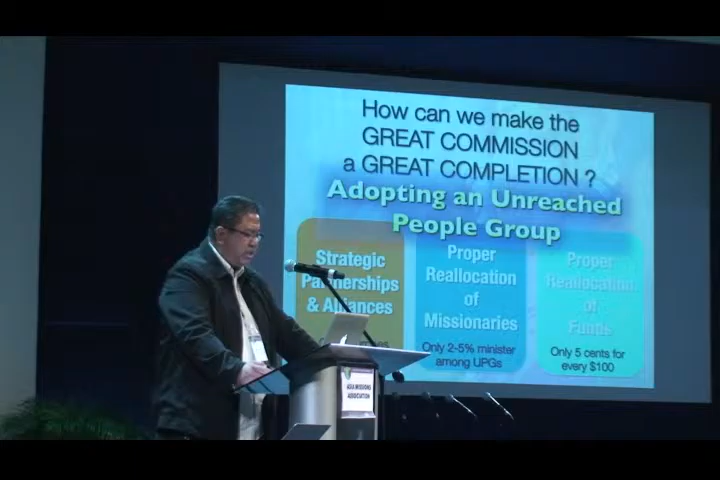 How can we make the
GREAT COMMISSION
a GREAT COMPLETION ?
Adopting an Unreached
People Group
Strategic
Partnerships
& Alliances
Proper
Reallocation
of
Missionaries
Only 2-5% minister
among UPGs
Proper
Reallocation
of
Funds
Only 5 cents for
every $100
ASIA MISSIONS
ASSOCIATION